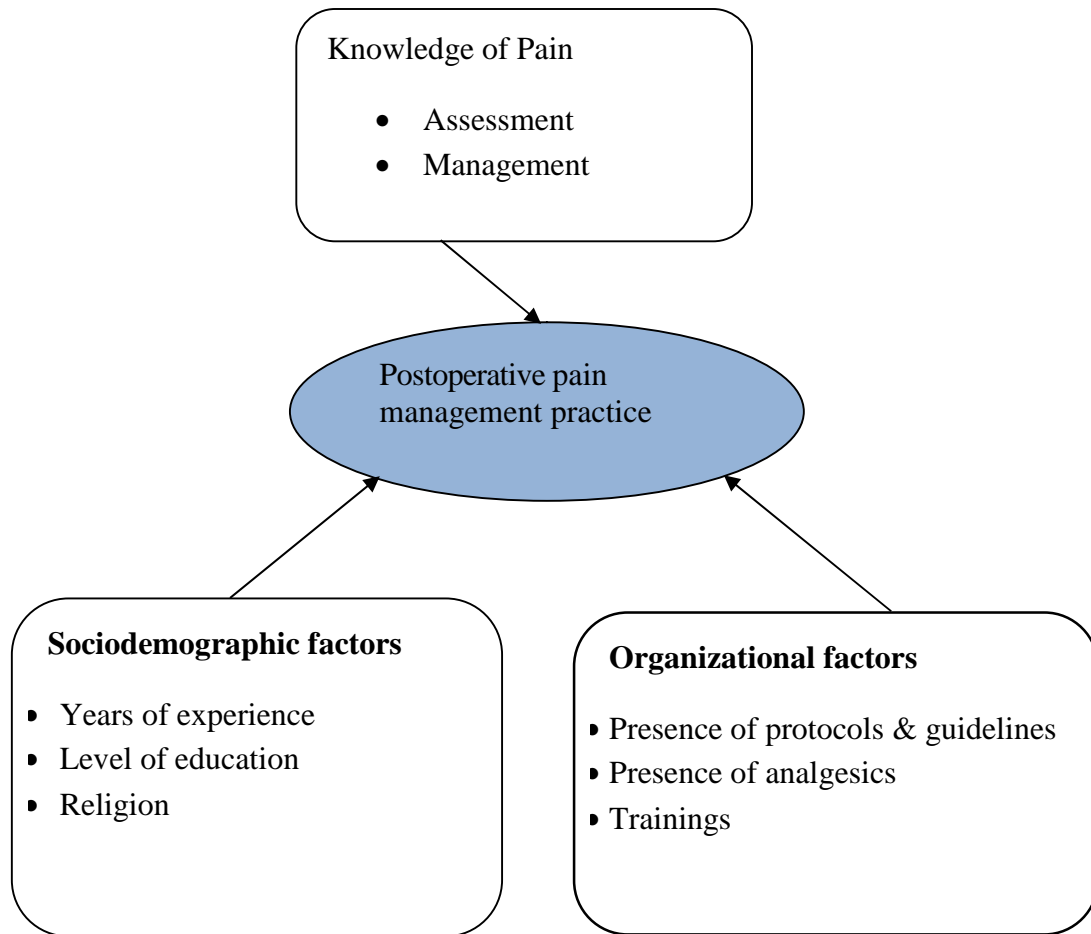 Knowledge of Pain
• Assessment
• Management
Postoperative pain
management practice
Sociodemographic factors
• Years of experience
• Level of education
• Religion
Organizational factors
• Presence of protocols & guidelines
• Presence of analgesics
• Trainings